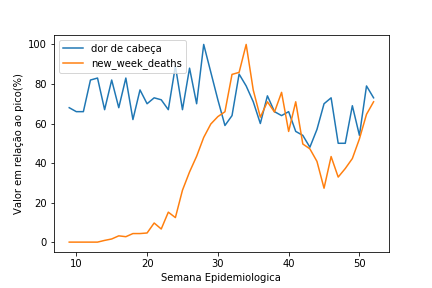 dor de cabeça
new_week_deaths
100
80
60
40
20
0
Valor em relação ao pico(%)
10 20 30 40 50
Semana Epidemiologica